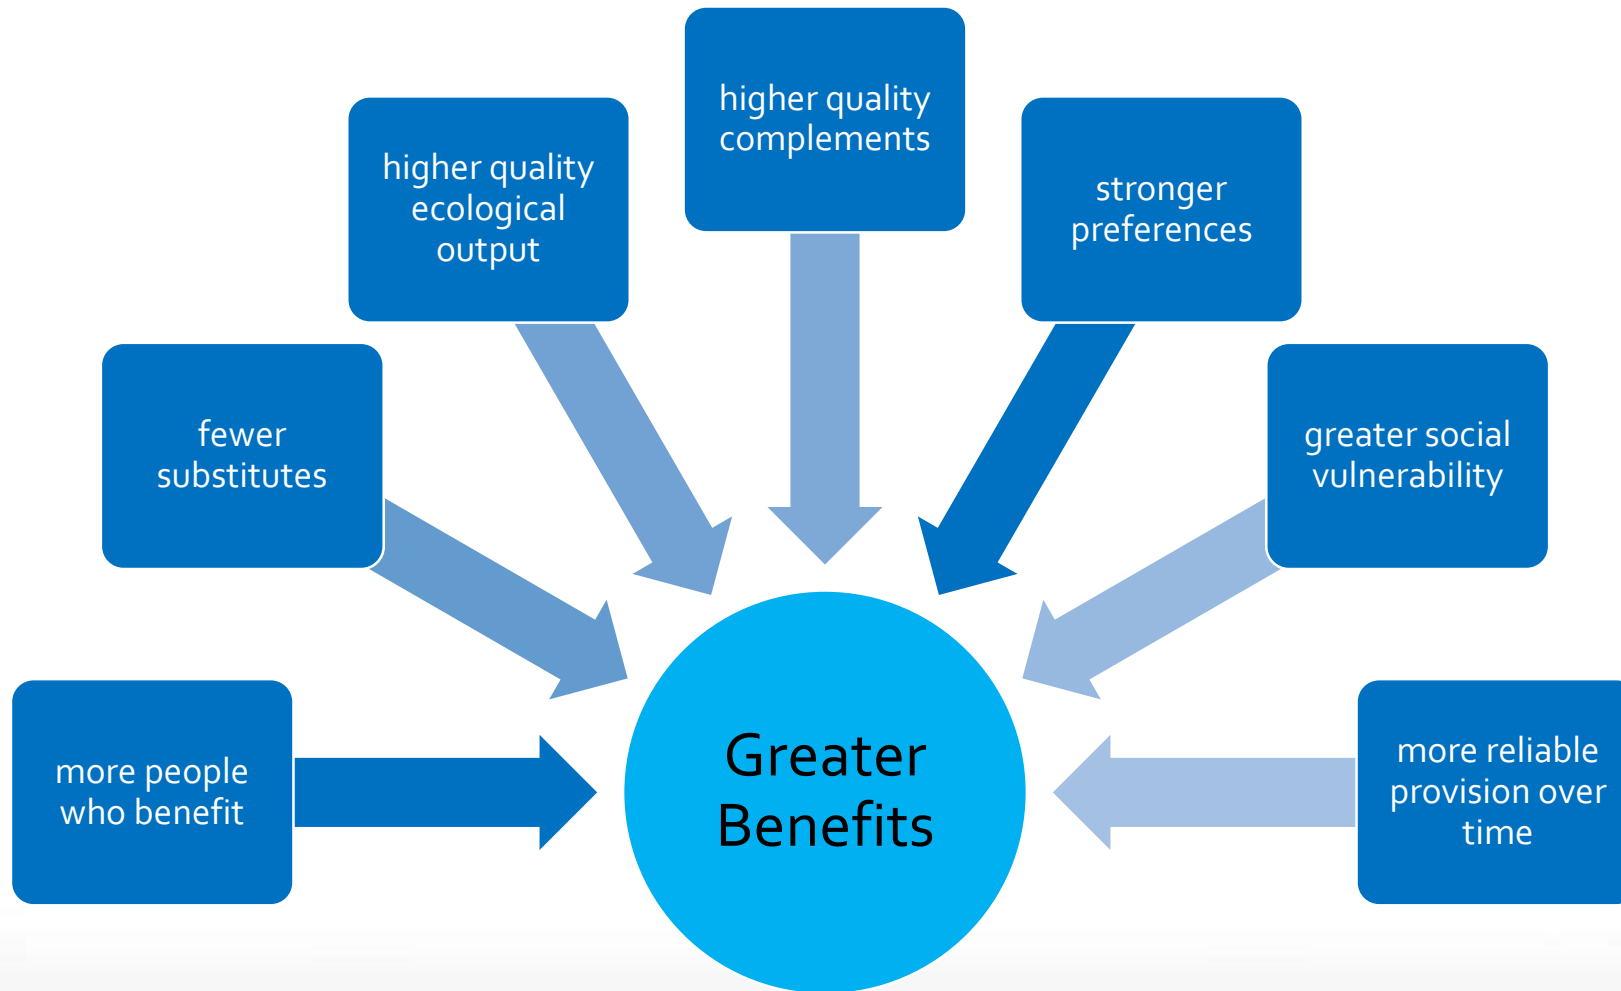 higher quality
complements
higher quality
ecological
output
stronger
preferences
fewer
substitutes
greater social
vulnerability
more people
who benefit
Greater
Benefits
more reliable
provision over
time